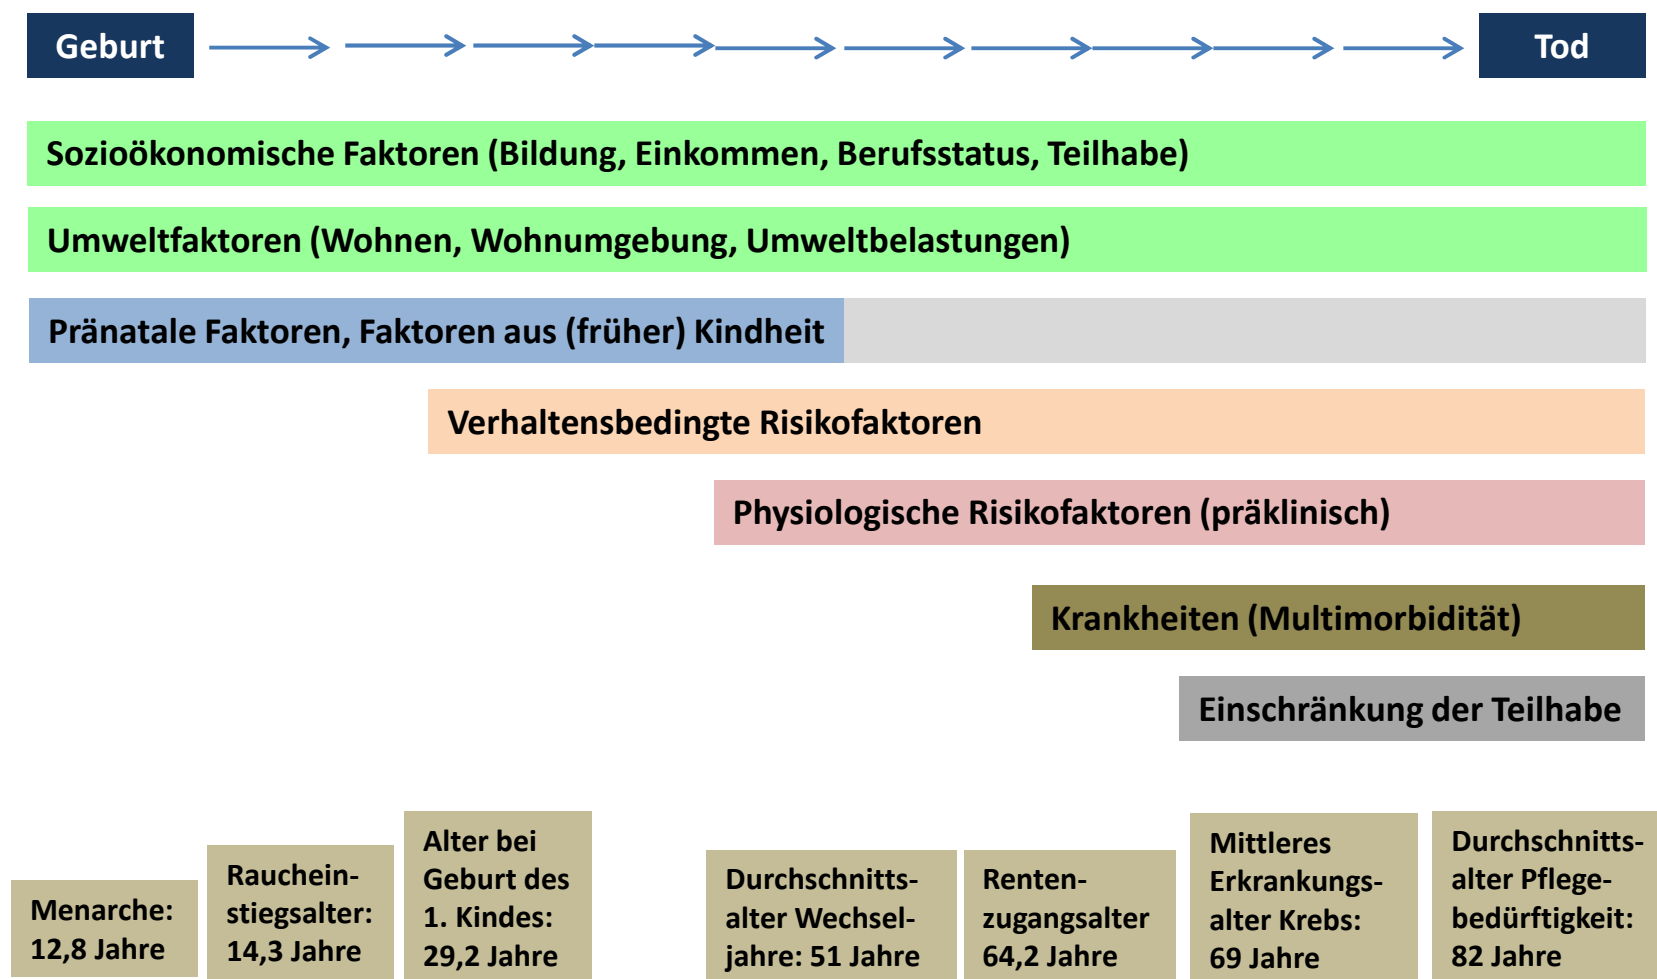 Geburt
Tod
Sozioökonomische Faktoren (Bildung, Einkommen, Berufsstatus, Teilhabe)
Umweltfaktoren (Wohnen, Wohnumgebung, Umweltbelastungen)
Pränatale Faktoren, Faktoren aus (früher) Kindheit
Verhaltensbedingte Risikofaktoren
Physiologische Risikofaktoren (präklinisch)
Krankheiten (Multimorbidität)
Einschränkung der Teilhabe
Menarche:
12,8 Jahre
Rauchein-
stiegsalter:
14,3 Jahre
Alter bei
Geburt des
1. Kindes:
29,2 Jahre
Durchschnitts-
alter Wechsel-
jahre: 51 Jahre
Renten-
zugangsalter
64,2 Jahre
Mittleres
Erkrankungs-
alter Krebs:
69 Jahre
Durchschnitts-
alter Pflege-
bedürftigkeit:
82 Jahre